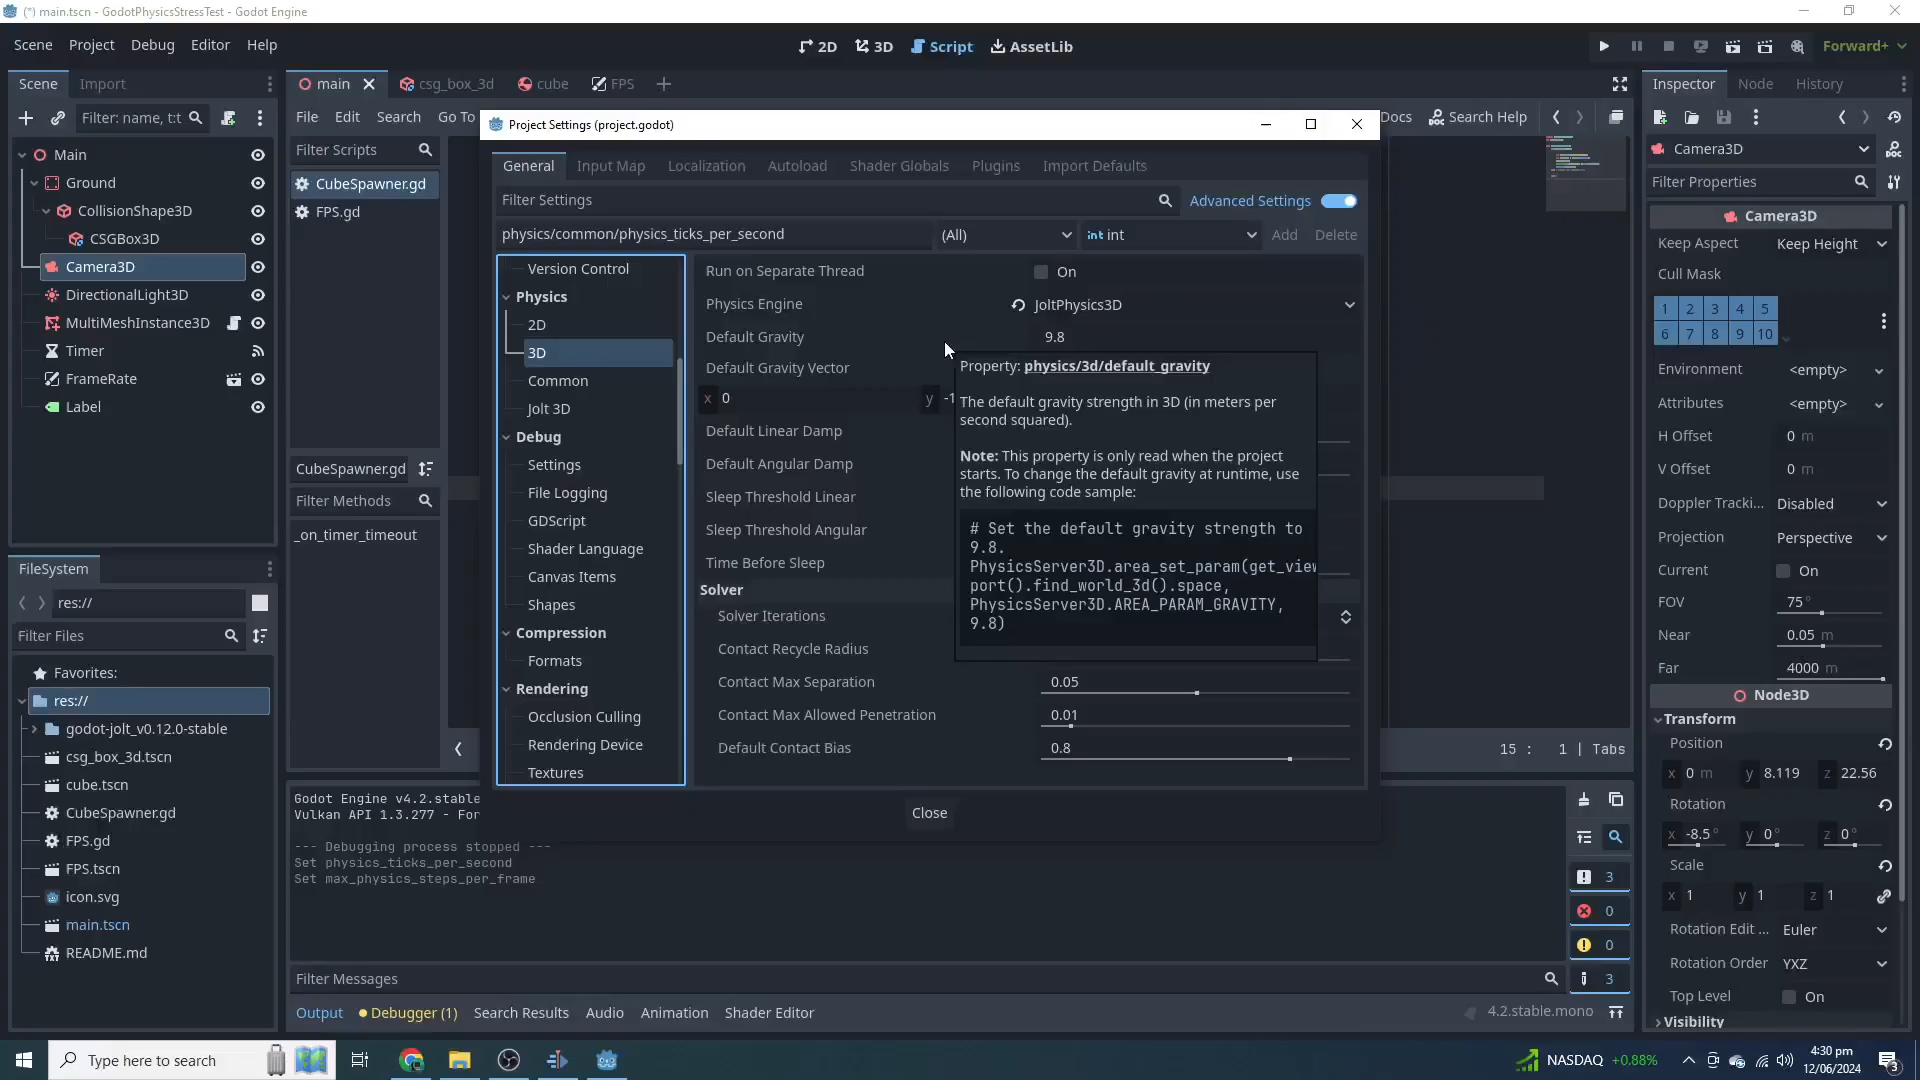 (*) main.tscn - GodotPhysicsStressTest - Godot Engine
Scene Project Debug Editor Help
2D 3D Script AssetLib
Forward+
Scene Import
main csg_box_3d cube FPS
Inspector Node History
Filter: name, t:t
File Edit Search Go To
Docs Search Help
Project Settings (project.godot)
Main
Ground
CollisionShape3D
CSGBox3D
Camera3D
DirectionalLight3D
MultiMeshInstance3D
Timer
FrameRate
Label
Filter Scripts
CubeSpawner.gd
FPS.gd
CubeSpawner.gd
Filter Methods
_on_timer_timeout
General Input Map Localization Autoload Shader Globals Plugins Import Defaults
Filter Settings
Advanced Settings
physics/common/physics_ticks_per_second (All) int int Add Delete
Version Control
Physics
2D
3D
Common
Jolt 3D
Debug
Settings
File Logging
GDScript
Shader Language
Canvas Items
Shapes
Compression
Formats
Rendering
Occlusion Culling
Rendering Device
Textures
Run on Separate Thread On
Physics Engine JoltPhysics3D
Default Gravity 9.8
Default Gravity Vector
x 0 y -1
Default Linear Damp
Default Angular Damp
Sleep Threshold Linear
Sleep Threshold Angular
Time Before Sleep
Solver
Solver Iterations
Contact Recycle Radius
Contact Max Separation 0.05
Contact Max Allowed Penetration 0.01
Default Contact Bias 0.8
Property: physics/3d/default_gravity
The default gravity strength in 3D (in meters per
second squared).
Note: This property is only read when the project
starts. To change the default gravity at runtime, use
the following code sample:
# Set the default gravity strength to
9.8.
PhysicsServer3D.area_set_param(get_view
port().find_world_3d().space,
PhysicsServer3D.AREA_PARAM_GRAVITY,
9.8)
Close
15 : 1 | Tabs
FileSystem
res://
Filter Files
Favorites:
res://
godot-jolt_v0.12.0-stable
csg_box_3d.tscn
cube.tscn
CubeSpawner.gd
FPS.gd
FPS.tscn
icon.svg
main.tscn
README.md
Godot Engine v4.2.stable
Vulkan API 1.3.277 - For
--- Debugging process stopped ---
Set physics_ticks_per_second
Set max_physics_steps_per_frame
3
0
0
3
Filter Messages
Output Debugger (1) Search Results Audio Animation Shader Editor
4.2.stable.mono
Camera3D
Filter Properties
Camera3D
Keep Aspect Keep Height
Cull Mask
1 2 3 4 5
6 7 8 9 10
Environment <empty>
Attributes <empty>
H Offset 0 m
V Offset 0 m
Doppler Tracki... Disabled
Projection Perspective
Current On
FOV 75 °
Near 0.05 m
Far 4000 m
Node3D
Transform
Position
x 0 m y 8.119 z 22.56
Rotation
x -8.5 ° y 0 ° z 0 °
Scale
x 1 y 1 z 1
Rotation Edit ... Euler
Rotation Order YXZ
Top Level On
Visibility
Type here to search
NASDAQ +0.88%
4:30 pm
12/06/2024
3